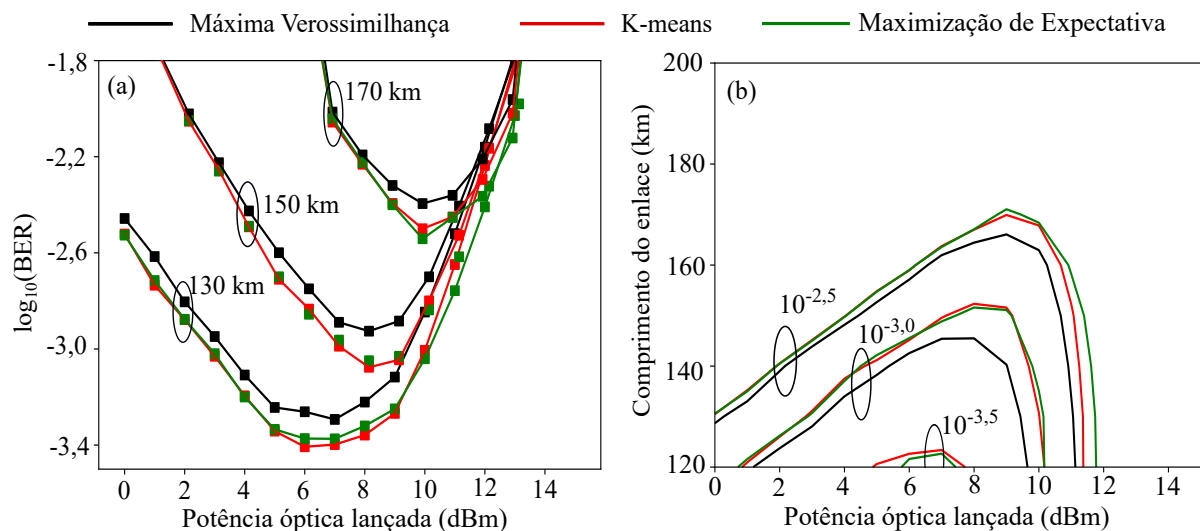 Máxima Verossimilhança K-means Maximização de Expectativa
(a)
170 km
150 km
130 km
log10(BER)
-1,8
-2,2
-2,6
-3,0
-3,4
0 2 4 6 8 10 12 14
Potência óptica lançada (dBm)
(b)
10-2,5
10-3,0
10-3,5
Comprimento do enlace (km)
200
180
160
140
120
0 2 4 6 8 10 12 14
Potência óptica lançada (dBm)